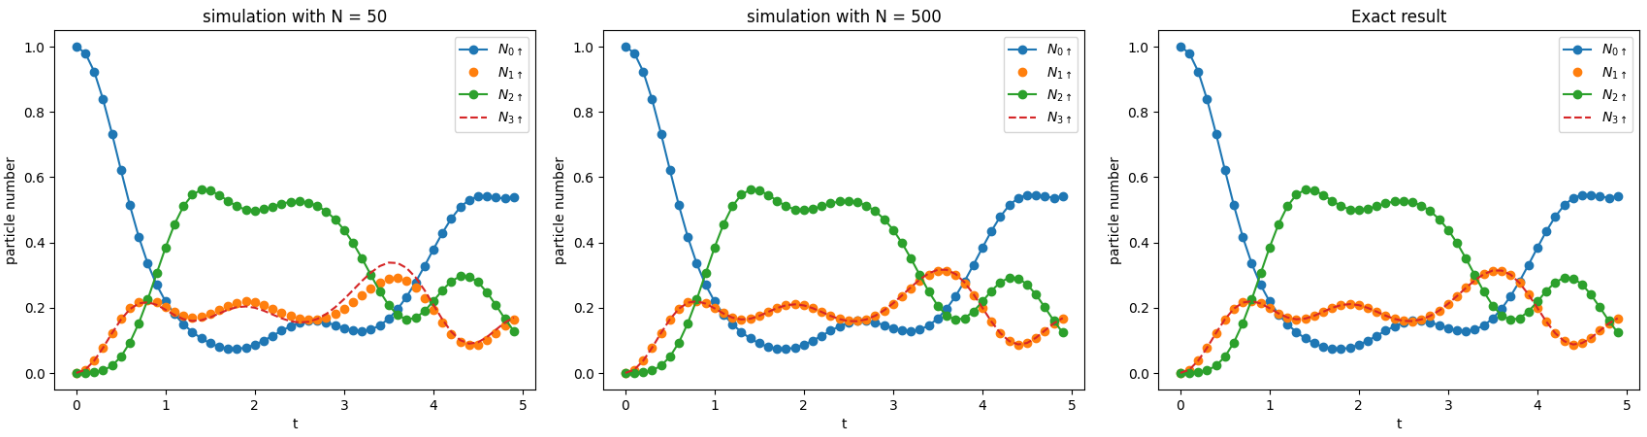 simulation with N = 50
particle number
1.0
0.8
0.6
0.4
0.2
0.0
0 1 2 3 4 5
t
N0↑
N1↑
N2↑
N3↑
simulation with N = 500
particle number
1.0
0.8
0.6
0.4
0.2
0.0
0 1 2 3 4 5
t
N0↑
N1↑
N2↑
N3↑
Exact result
particle number
1.0
0.8
0.6
0.4
0.2
0.0
0 1 2 3 4 5
t
N0↑
N1↑
N2↑
N3↑